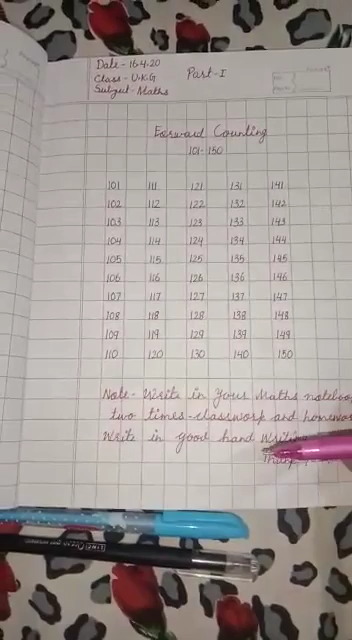 Date- 16.4.20
Class- U.K.G
Subject- Maths
Part-I
Forward Counting
101-150
101 111 121 131 141
102 112 122 132 142
103 113 123 133 143
104 114 124 134 144
105 115 125 135 145
106 116 126 136 146
107 117 127 137 147
108 118 128 138 148
109 119 129 139 149
110 120 130 140 150
Note- Write in your Maths notebook
two times-classwork and homework
Write in good hand writing